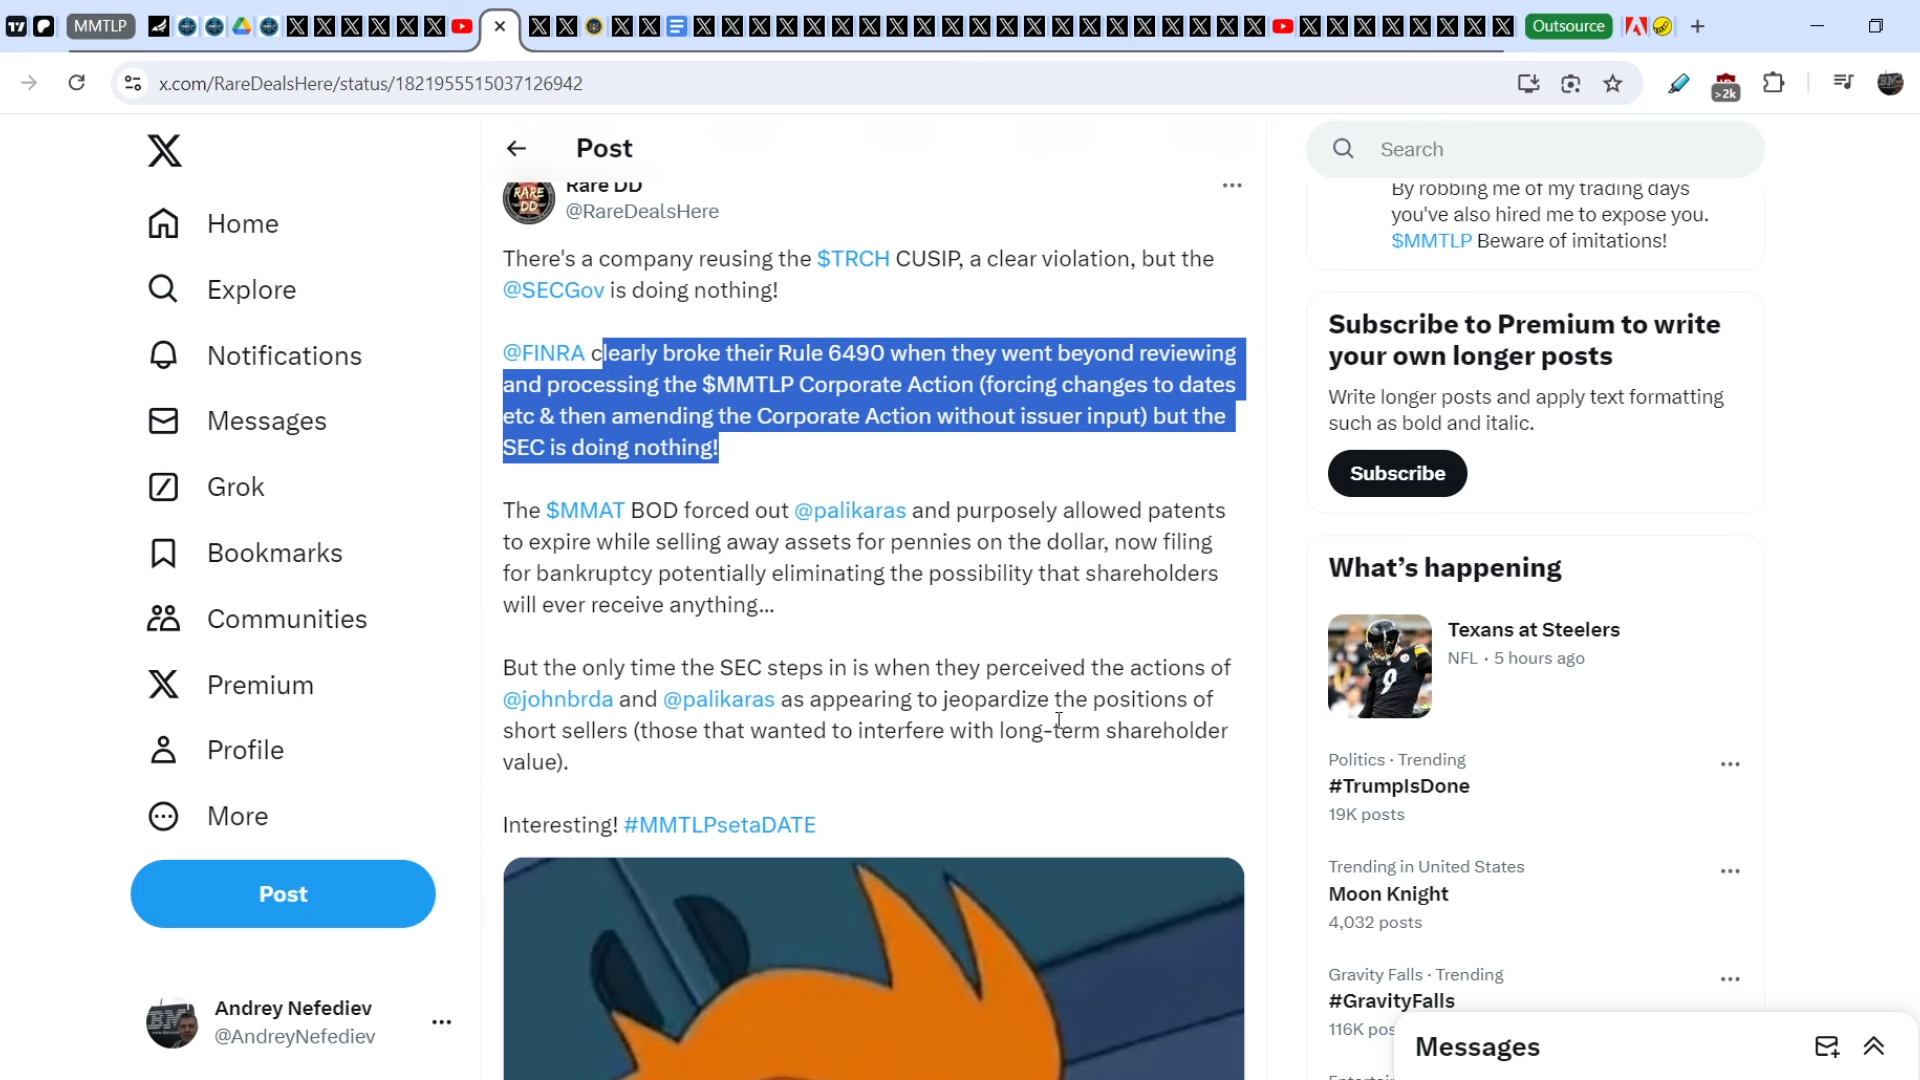 MMTLP
Outsource
x.com/RareDealsHere/status/1821955515037126942
>2k
Post
Search
Home
Explore
Notifications
Messages
Grok
Bookmarks
Communities
Premium
Profile
More
Post
Andrey Nefediev
@AndreyNefediev
RARE DD
Rare DD
@RareDealsHere
There's a company reusing the $TRCH CUSIP, a clear violation, but the
@SECGov is doing nothing!
@FINRA clearly broke their Rule 6490 when they went beyond reviewing
and processing the $MMTLP Corporate Action (forcing changes to dates
etc & then amending the Corporate Action without issuer input) but the
SEC is doing nothing!
The $MMAT BOD forced out @palikaras and purposely allowed patents
to expire while selling away assets for pennies on the dollar, now filing
for bankruptcy potentially eliminating the possibility that shareholders
will ever receive anything...
But the only time the SEC steps in is when they perceived the actions of
@johnbrda and @palikaras as appearing to jeopardize the positions of
short sellers (those that wanted to interfere with long-term shareholder
value).
Interesting! #MMTLPsetaDATE
By robbing me of my trading days
you've also hired me to expose you.
$MMTLP Beware of imitations!
Subscribe to Premium to write
your own longer posts
Write longer posts and apply text formatting
such as bold and italic.
Subscribe
What's happening
Texans at Steelers
NFL · 5 hours ago
Politics · Trending
#TrumpIsDone
19K posts
Trending in United States
Moon Knight
4,032 posts
Gravity Falls · Trending
#GravityFalls
116K pos
Messages